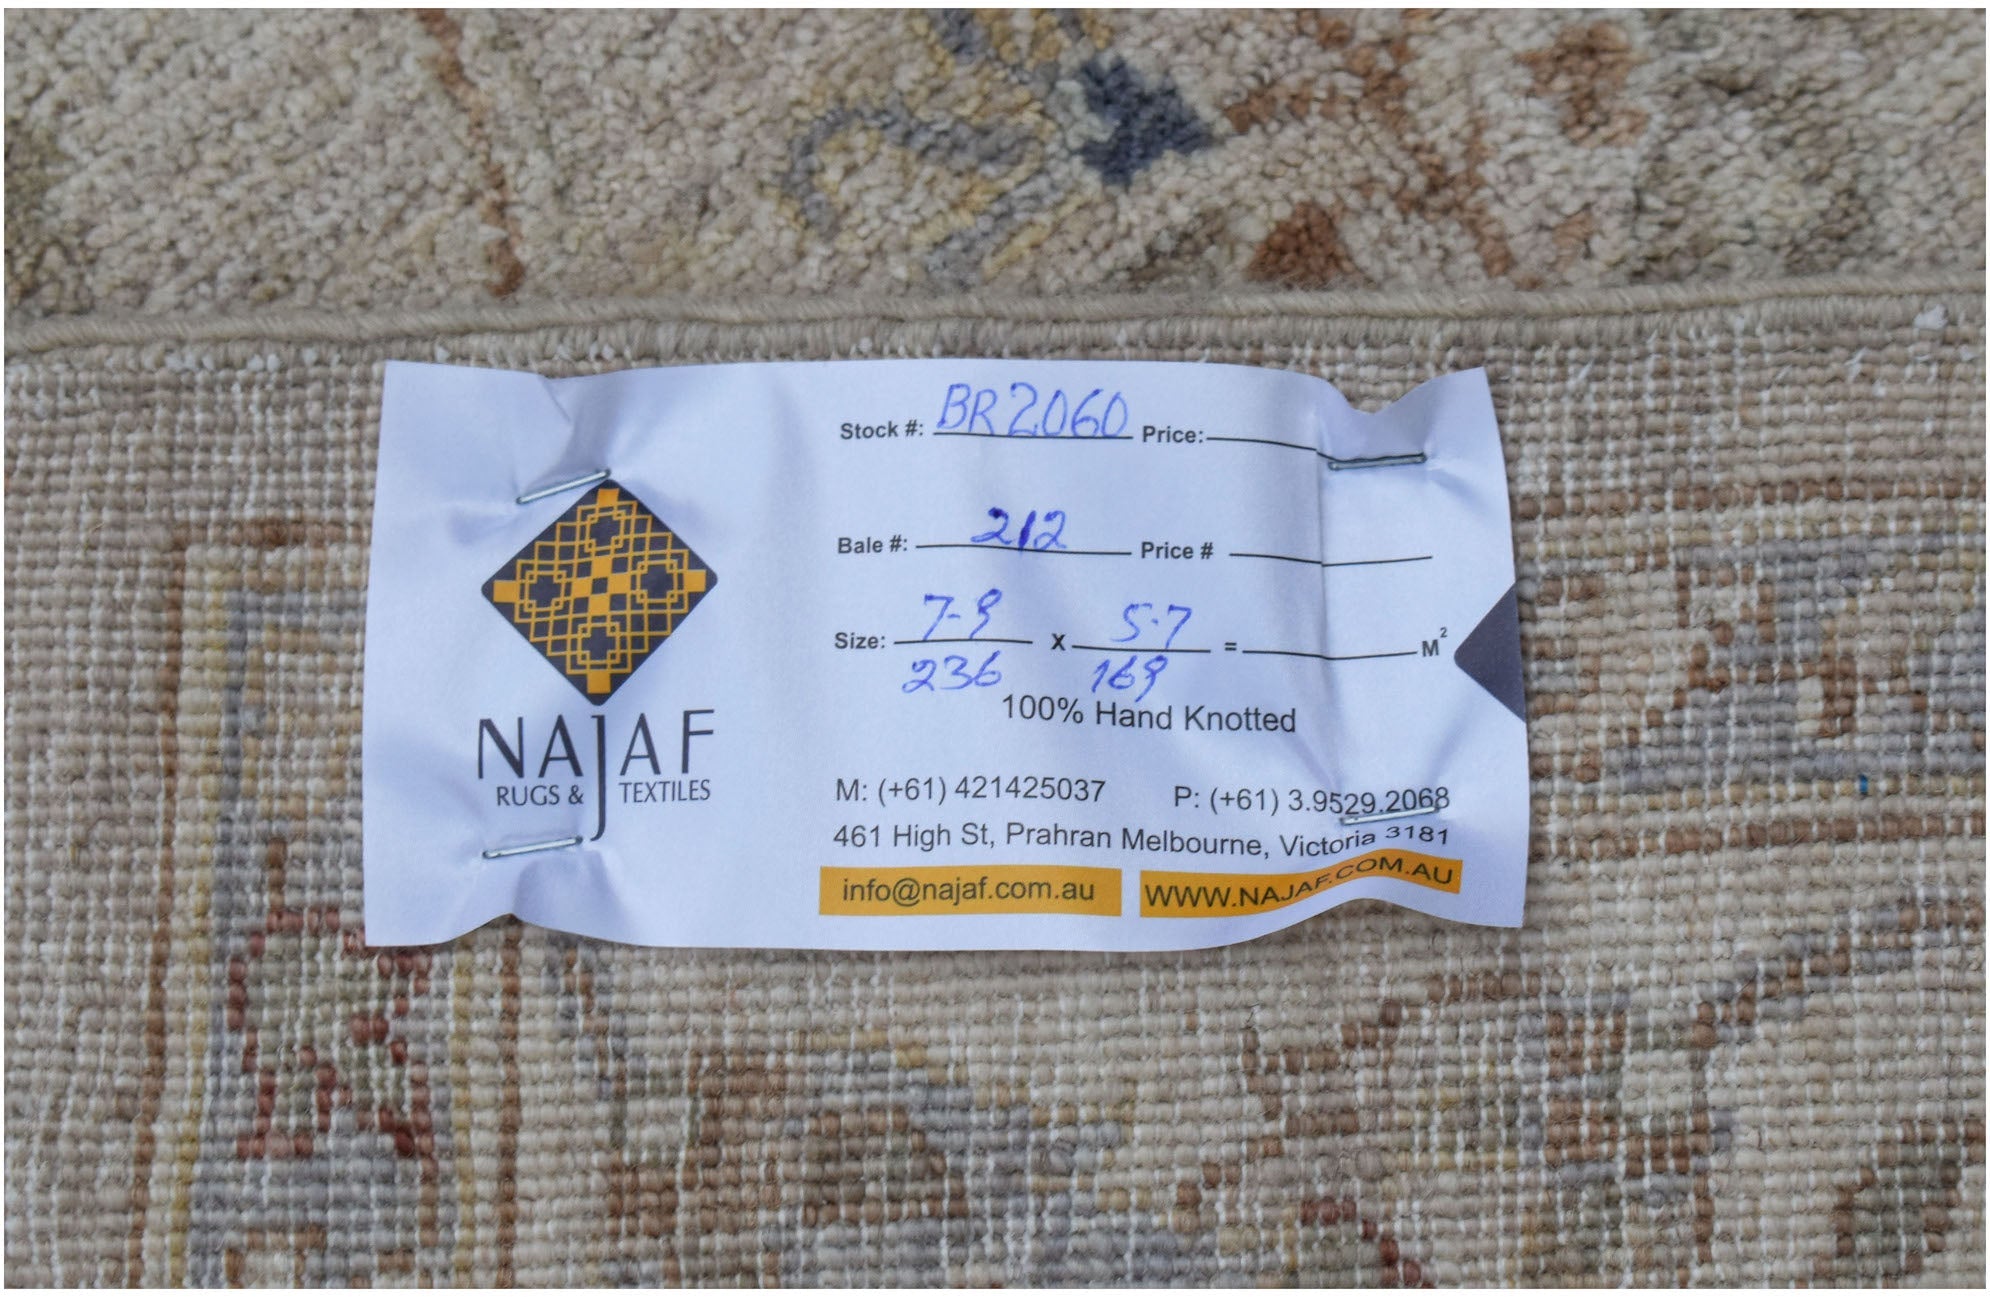 Stock #: BR2060 Price:
Bale #: 212 Price #
Size: 7-9 x 5-7 = M²
236 169
100% Hand Knotted
NAJAF
RUGS & TEXTILES
M: (+61) 421425037 P: (+61) 3.9529.2068
461 High St, Prahran Melbourne, Victoria 3181
info@najaf.com.au WWW.NAJAF.COM.AU